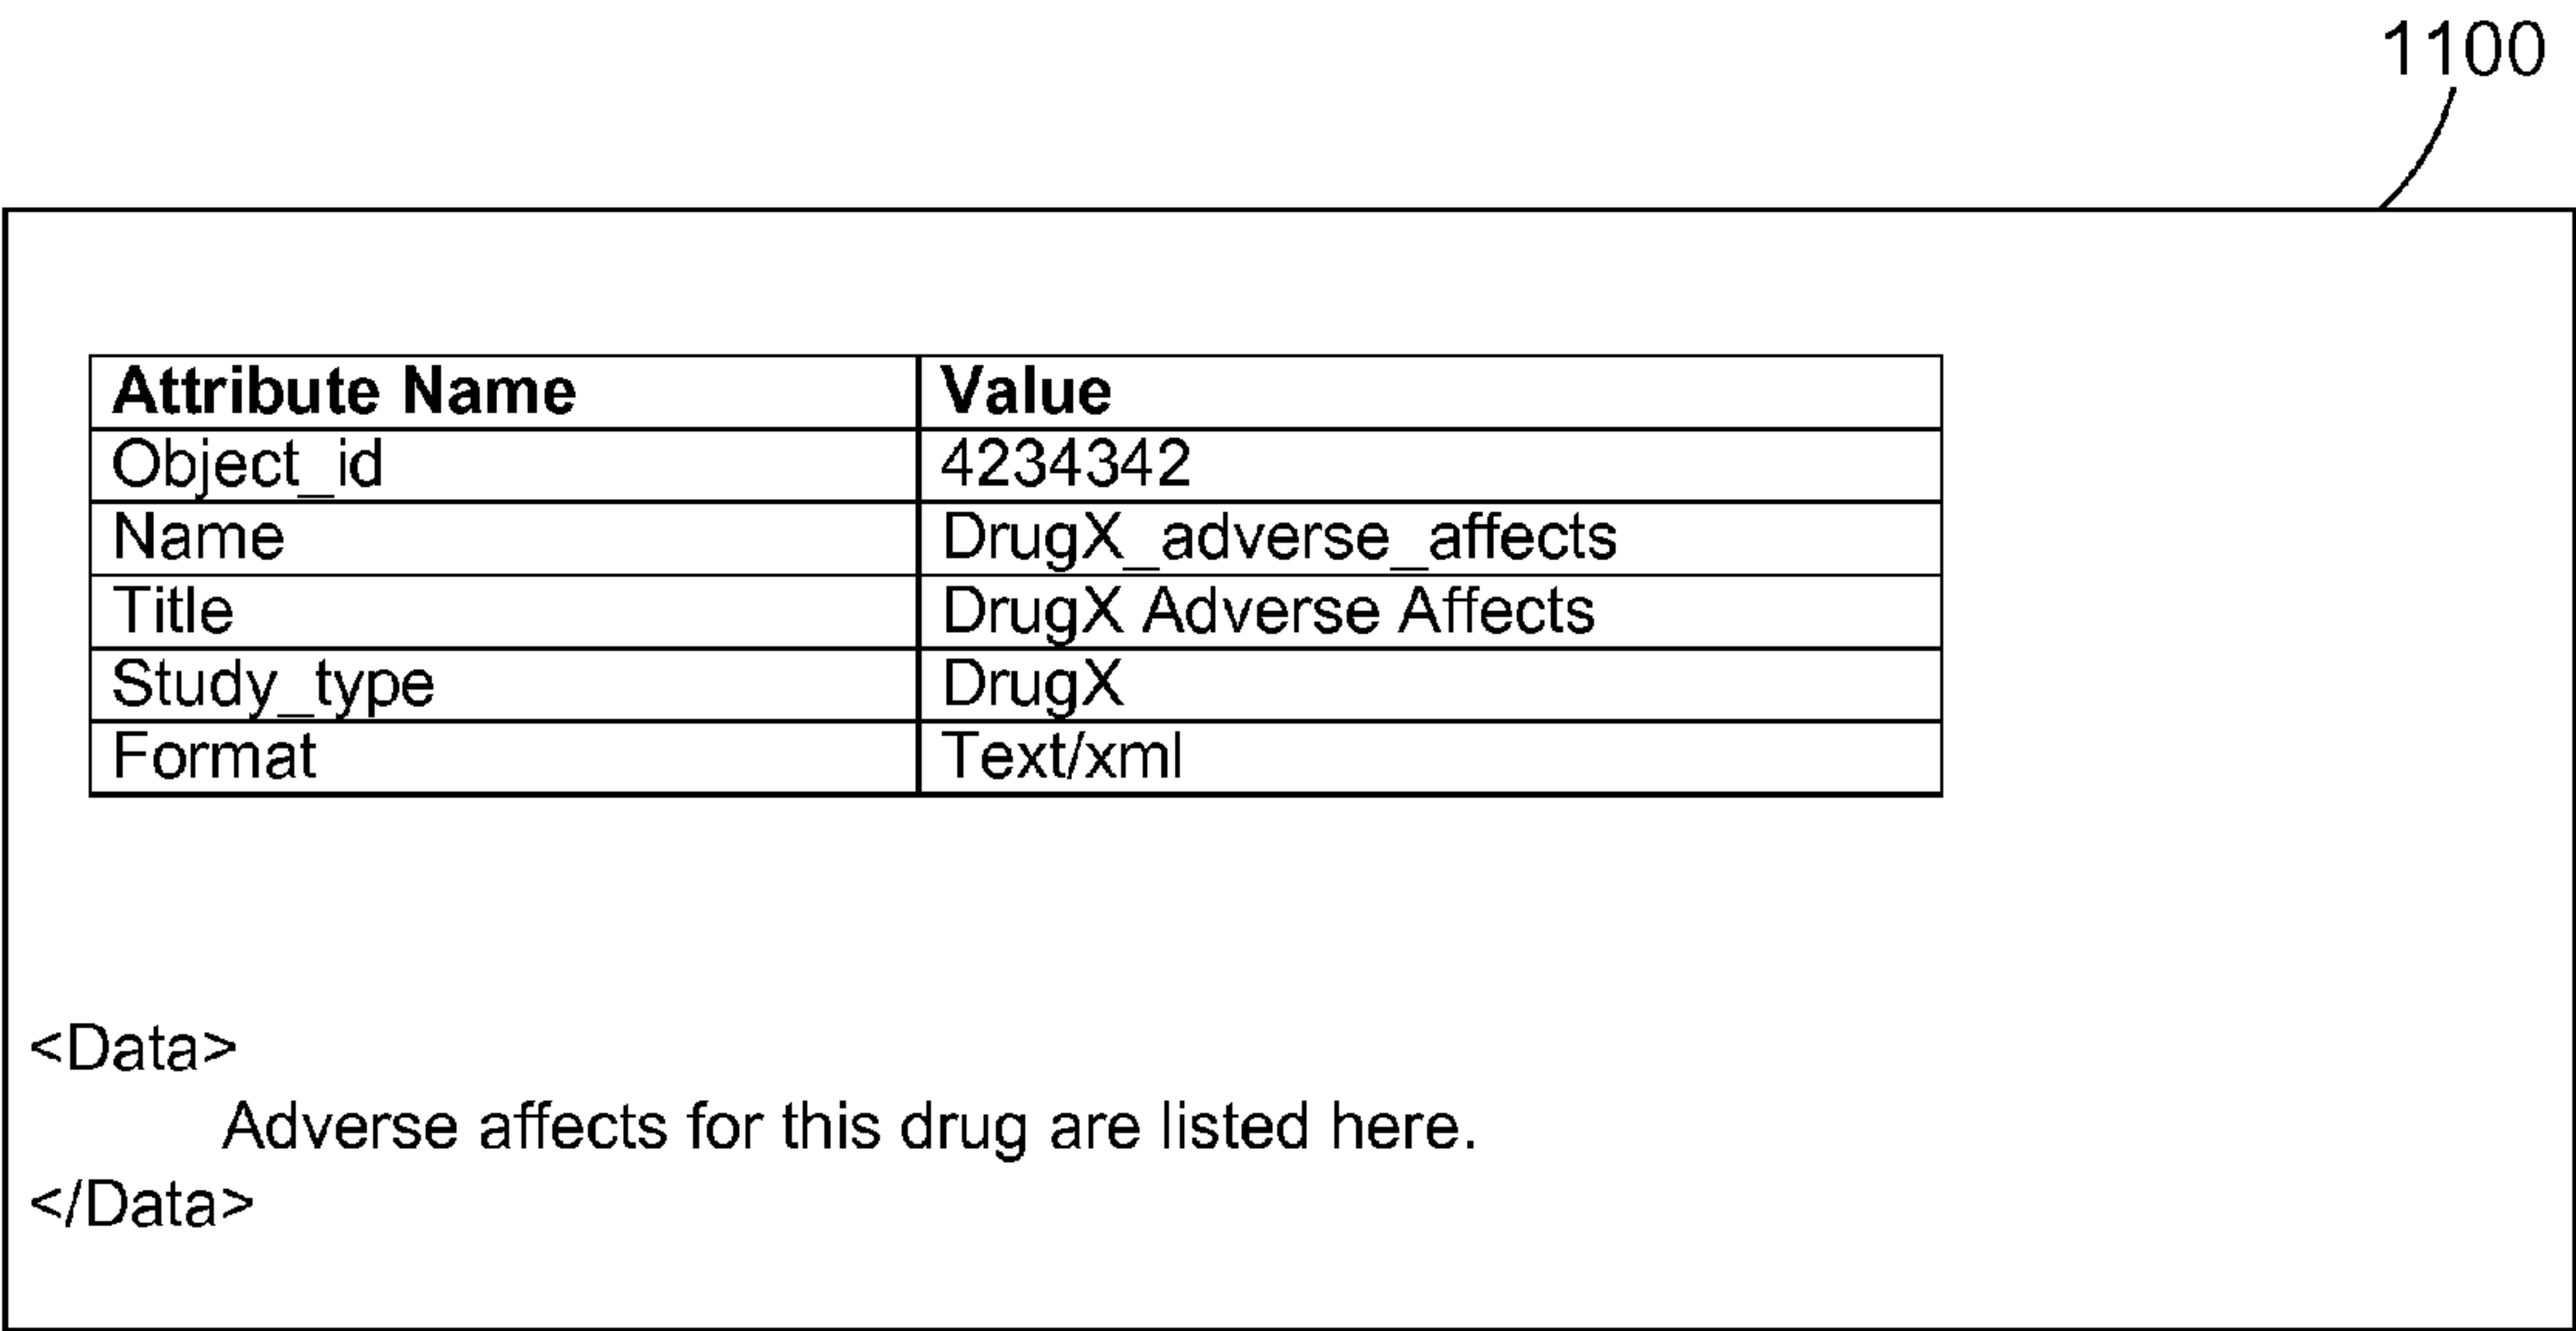 1100
Attribute Name Value
Object_id 4234342
Name DrugX_adverse_affects
Title DrugX Adverse Affects
Study_type DrugX
Format Text/xml
<Data>
Adverse affects for this drug are listed here.
</Data>